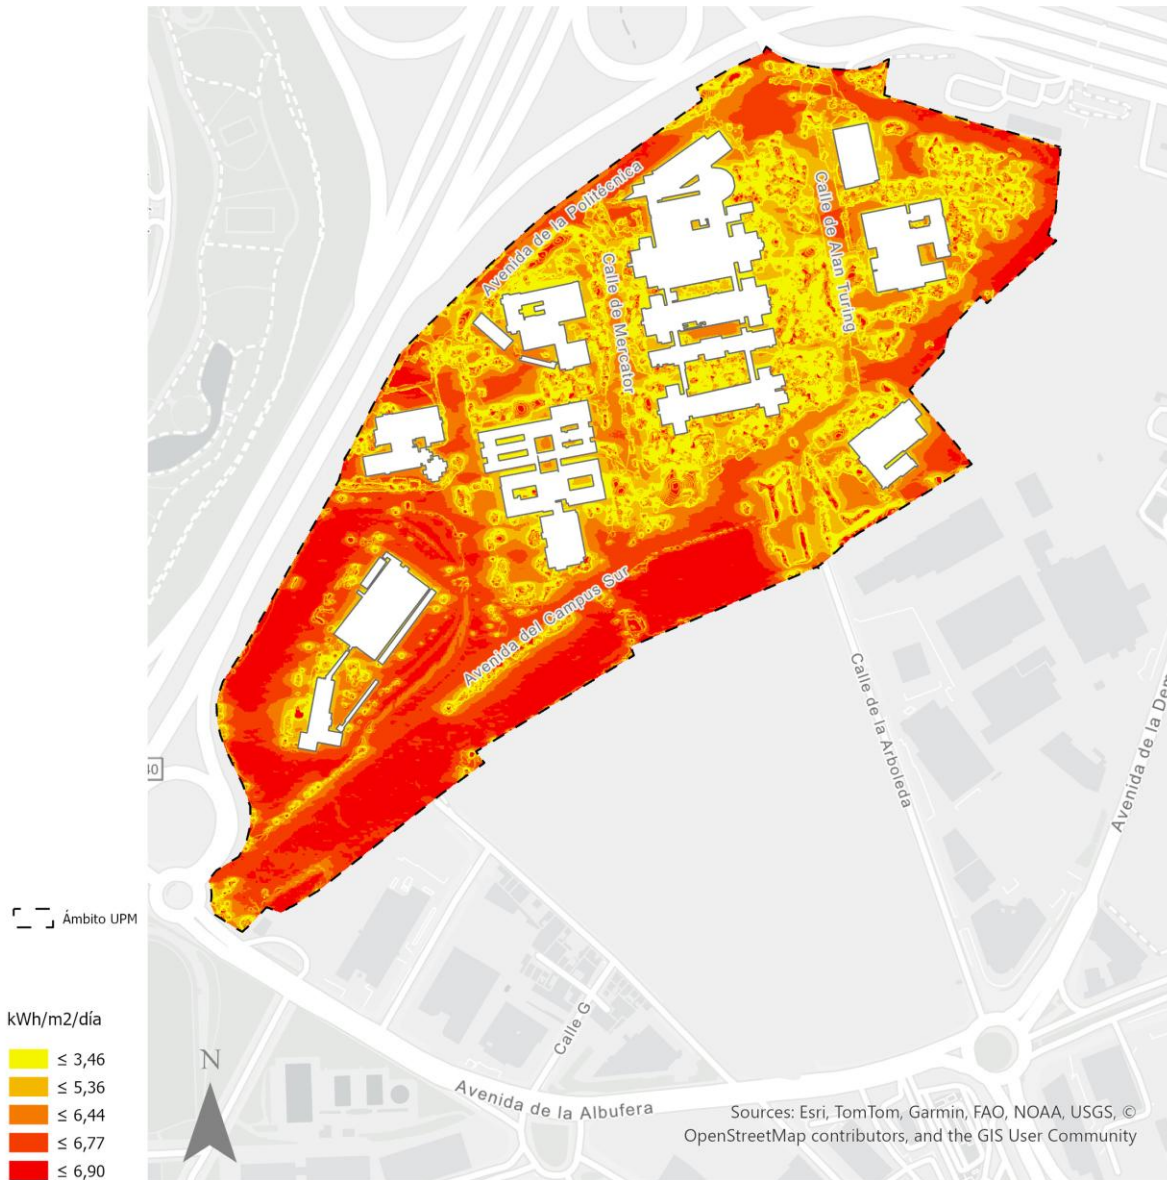 Avenida de la Politécnica
Calle de Mercator
Calle de Alan Turing
Avenida del Campus Sur
Calle de la Arboleda
Avenida de la Dem
40
Calle G
Avenida de la Albufera
Ámbito UPM
kWh/m2/día
≤ 3,46
≤ 5,36
≤ 6,44
≤ 6,77
≤ 6,90
N
Sources: Esri, TomTom, Garmin, FAO, NOAA, USGS, ©
OpenStreetMap contributors, and the GIS User Community